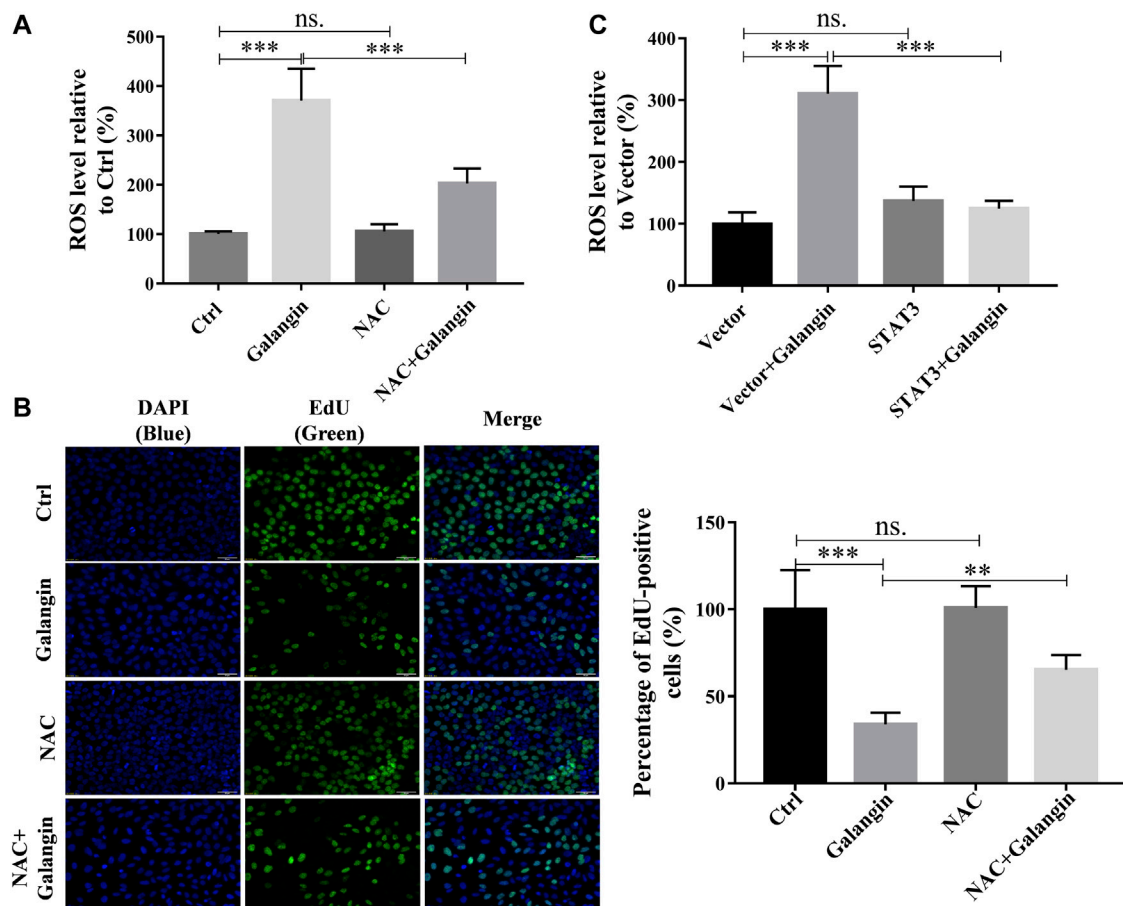 A
ns.
***
***
ROS level relative
to Ctrl (%)
500
400
300
200
100
0
Ctrl
Galangin
NAC
NAC+Galangin
C
ns.
***
***
ROS level relative
to Vector (%)
400
300
200
100
0
Vector
Vector+Galangin
STAT3
STAT3+Galangin
B
DAPI
(Blue)
EdU
(Green)
Merge
Ctrl
Galangin
NAC
NAC+
Galangin
ns.
***
**
Percentage of EdU-positive
cells (%)
150
100
50
0
Ctrl
Galangin
NAC
NAC+Galangin